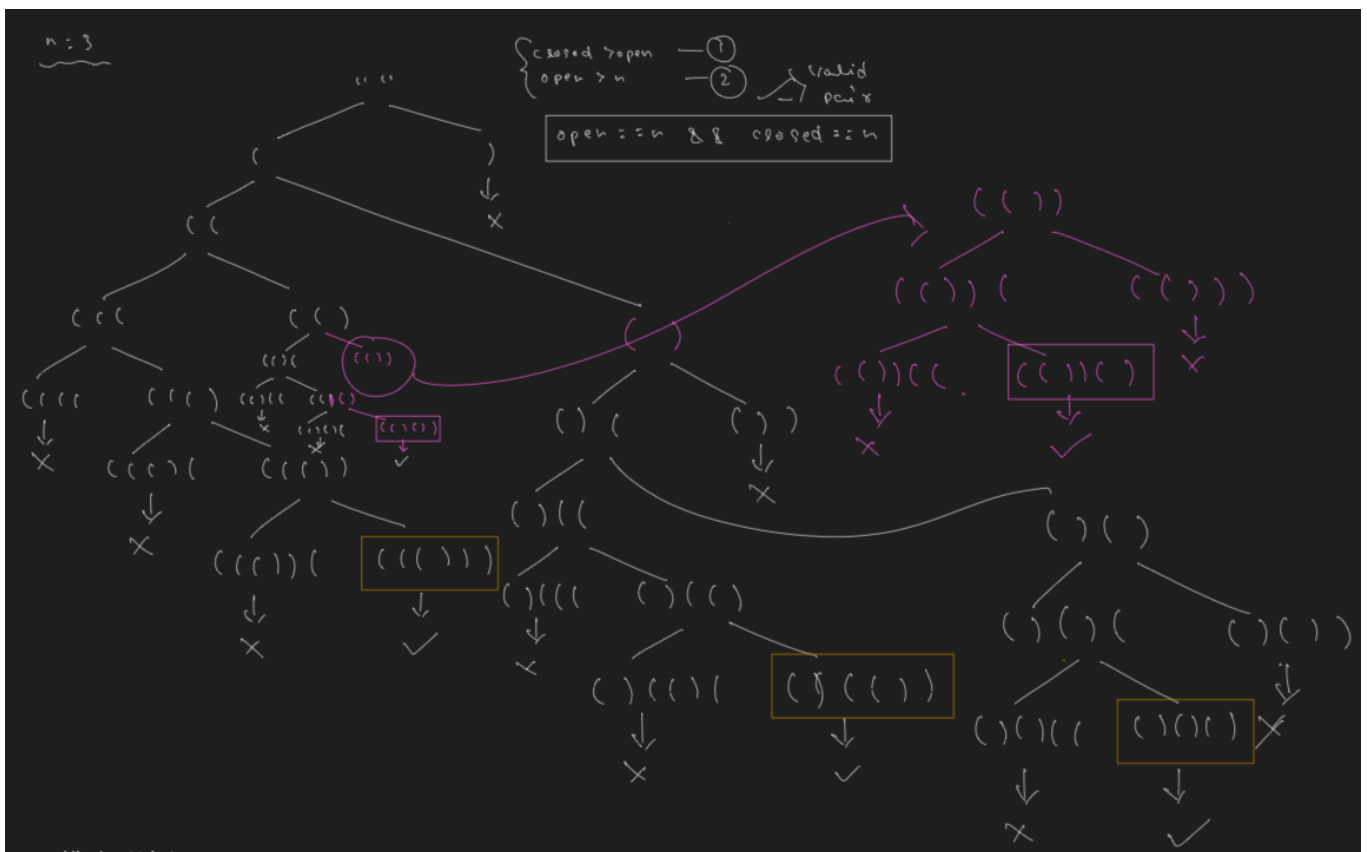 n = 3
closed > open — ①
open > n — ②
valid
pair
open == n && closed == n
" "
(
)
x
( (
( ( (
( ( )
( ( ( (
x
( ( ( )
( ( ( ) (
x
( ( ( ) )
( ( ( ) ) (
x
( ( ( ) ) )
✓
( ( ) (
( ( ) )
( ( ) ( (
x
( ( ) ( )
( ( ) ( ) (
x
( ( ) ( ) )
✓
( )
( ) (
( ) )
x
( ) ( (
( ) ( ( (
x
( ) ( ( )
( ) ( ( ) (
x
( ) ( ( ) )
✓
( ) ( )
( ) ( ) (
( ) ( ) )
x
( ) ( ) ( (
x
( ) ( ) ( )
✓
( ( ) )
( ( ) ) (
( ( ) ) )
x
( ( ) ) ( (
x
( ( ) ) ( )
✓